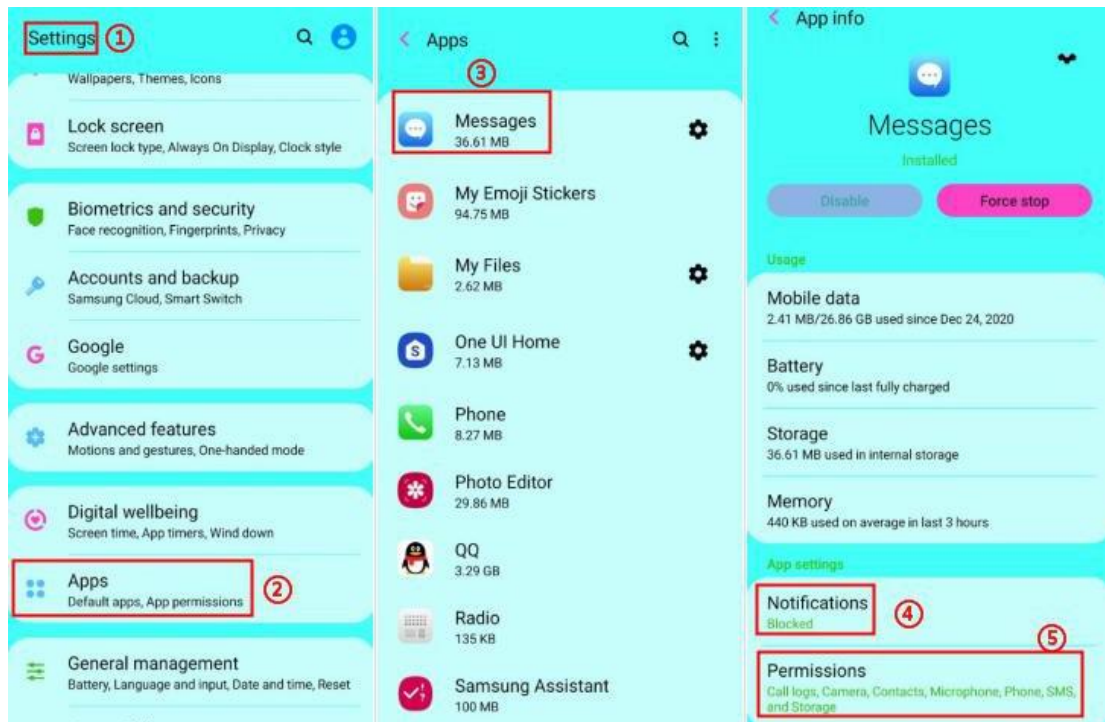 Settings ①
Wallpapers, Themes, Icons
Lock screen
Screen lock type, Always On Display, Clock style
Biometrics and security
Face recognition, Fingerprints, Privacy
Accounts and backup
Samsung Cloud, Smart Switch
G Google
Google settings
Advanced features
Motions and gestures, One-handed mode
Digital wellbeing
Screen time, App timers, Wind down
Apps
Default apps, App permissions
②
General management
Battery, Language and input, Date and time, Reset
Apps
③
Messages
36.61 MB
My Emoji Stickers
94.75 MB
My Files
2.62 MB
S One UI Home
7.13 MB
Phone
8.27 MB
Photo Editor
29.86 MB
QQ
3.29 GB
Radio
135 KB
Samsung Assistant
100 MB
App info
Messages
Installed
Disable
Force stop
Usage
Mobile data
2.41 MB/26.86 GB used since Dec 24, 2020
Battery
0% used since last fully charged
Storage
36.61 MB used in internal storage
Memory
440 KB used on average in last 3 hours
App settings
Notifications
Blocked
④
⑤
Permissions
Call logs, Camera, Contacts, Microphone, Phone, SMS,
and Storage